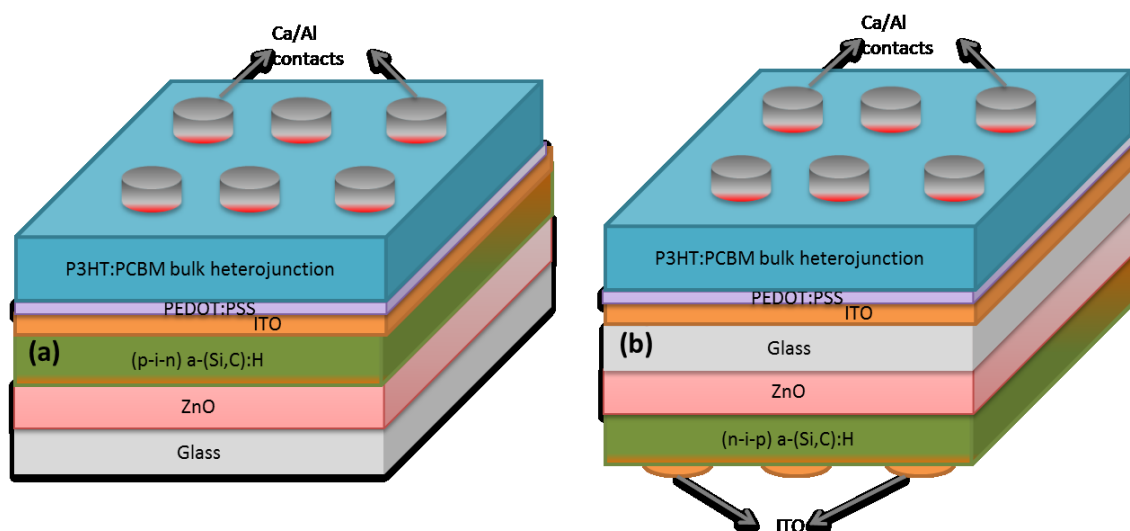 Ca/Al
contacts
P3HT:PCBM bulk heterojunction
PEDOT:PSS
ITO
(a)
(p-i-n) a-(Si,C):H
ZnO
Glass
Ca/Al
contacts
P3HT:PCBM bulk heterojunction
PEDOT:PSS
ITO
(b)
Glass
ZnO
(n-i-p) a-(Si,C):H
ITO